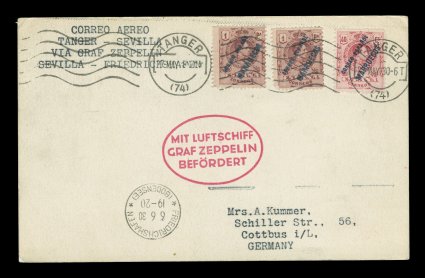 CORREO AEREO
TANGER - SEVILLA
VIA GRAF ZEPPELIN
SEVILLA - FRIEDRICH
TANGER
(74)
TANGER
(74)
MIT LUFTSCHIFF
GRAF ZEPPELIN
BEFÖRDERT
FRIEDRICHSHAFEN
(BODENSEE)
6.6.30
19-20
Mrs.A.Kummer,
Schiller Str., 56,
Cottbus i/L,
GERMANY